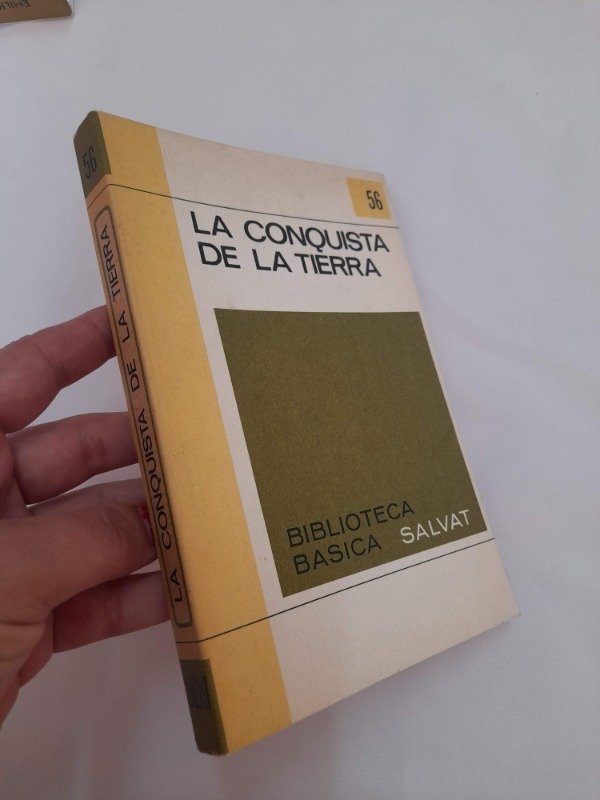 56
LA CONQUISTA
DE LA TIERRA
BIBLIOTECA
BASICA SALVAT
56
LA CONQUISTA DE LA TIERRA